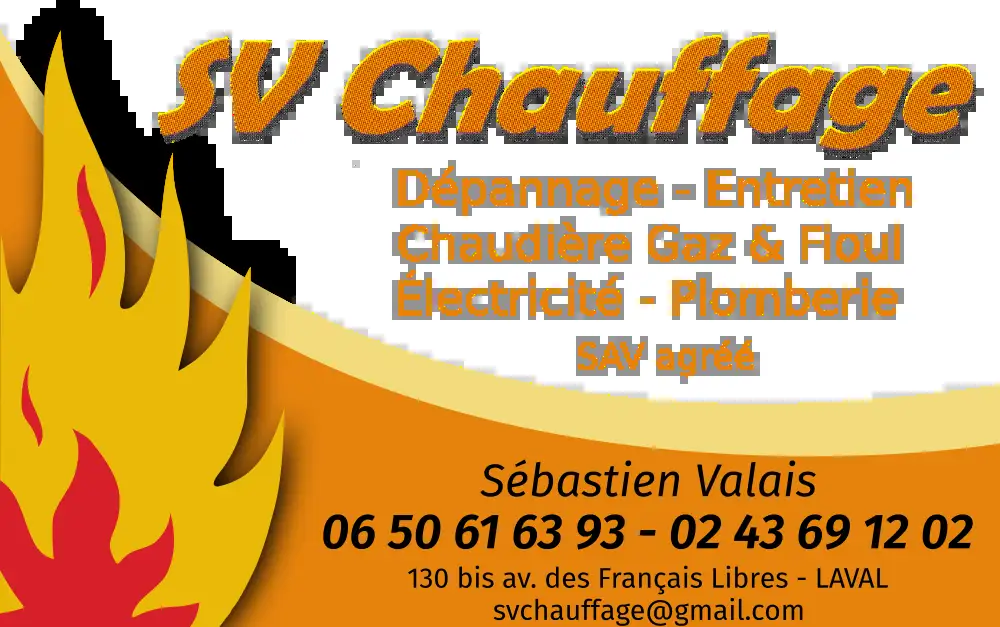 SV Chauffage
Dépannage - Entretien
Chaudière Gaz & Fioul
Électricité - Plomberie
SAV agréé
Sébastien Valais
06 50 61 63 93 - 02 43 69 12 02
130 bis av. des Français Libres - LAVAL
svchauffage@gmail.com